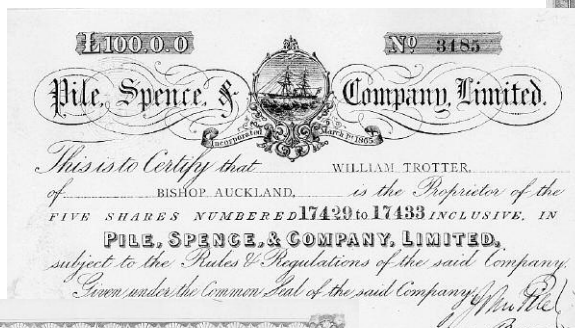 £100.0.0
No 3185
Pile, Spence, & Company, Limited.
Incorporated March 1st 1865
This is to Certify that WILLIAM TROTTER,
of BISHOP AUCKLAND, is the Proprietor of the
FIVE SHARES NUMBERED 17429 to 17433 INCLUSIVE, IN
PILE, SPENCE, & COMPANY, LIMITED,
subject to the Rules & Regulations of the said Company.
Given under the Common Seal of the said Company.
John Pile